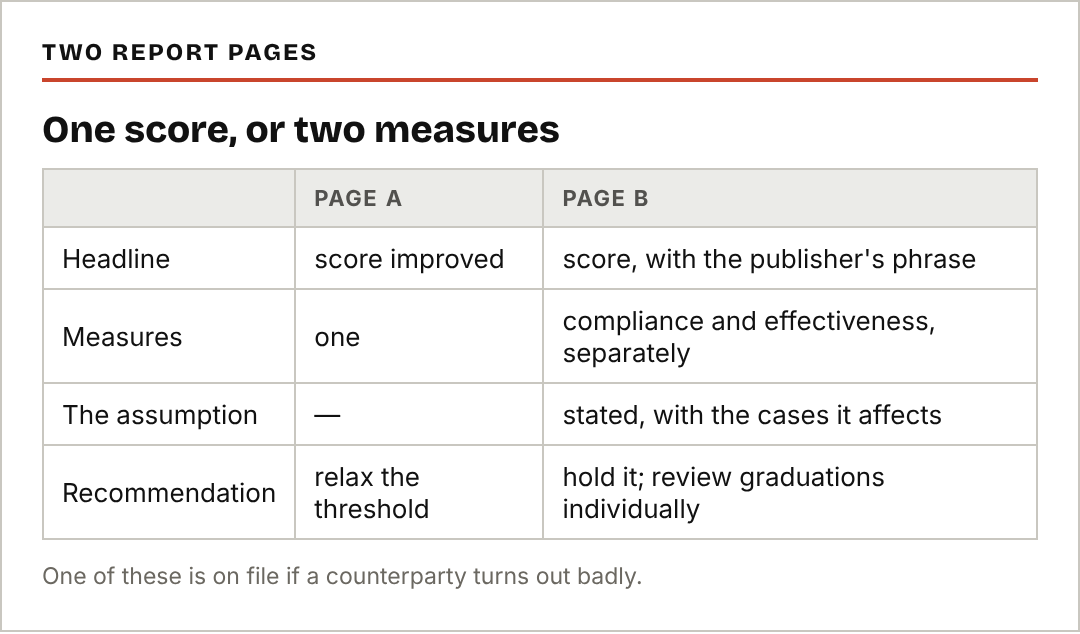 TWO REPORT PAGES
One score, or two measures
PAGE A
PAGE B
Headline
score improved
score, with the publisher's phrase
Measures
one
compliance and effectiveness,
separately
The assumption
—
stated, with the cases it affects
Recommendation
relax the
threshold
hold it; review graduations
individually
One of these is on file if a counterparty turns out badly.